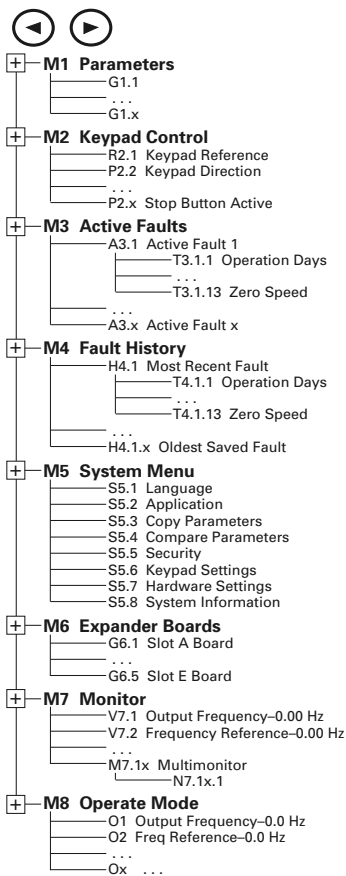 M1 Parameters
G1.1
. . .
G1.x
M2 Keypad Control
R2.1 Keypad Reference
P2.2 Keypad Direction
. . .
P2.x Stop Button Active
M3 Active Faults
A3.1 Active Fault 1
T3.1.1 Operation Days
. . .
T3.1.13 Zero Speed
. . .
A3.x Active Fault x
M4 Fault History
H4.1 Most Recent Fault
T4.1.1 Operation Days
. . .
T4.1.13 Zero Speed
. . .
H4.1.x Oldest Saved Fault
M5 System Menu
S5.1 Language
S5.2 Application
S5.3 Copy Parameters
S5.4 Compare Parameters
S5.5 Security
S5.6 Keypad Settings
S5.7 Hardware Settings
S5.8 System Information
M6 Expander Boards
G6.1 Slot A Board
. . .
G6.5 Slot E Board
M7 Monitor
V7.1 Output Frequency–0.00 Hz
V7.2 Frequency Reference–0.00 Hz
. . .
M7.1x Multimonitor
N7.1x.1
M8 Operate Mode
O1 Output Frequency–0.0 Hz
O2 Freq Reference–0.0 Hz
. . .
Ox . . .